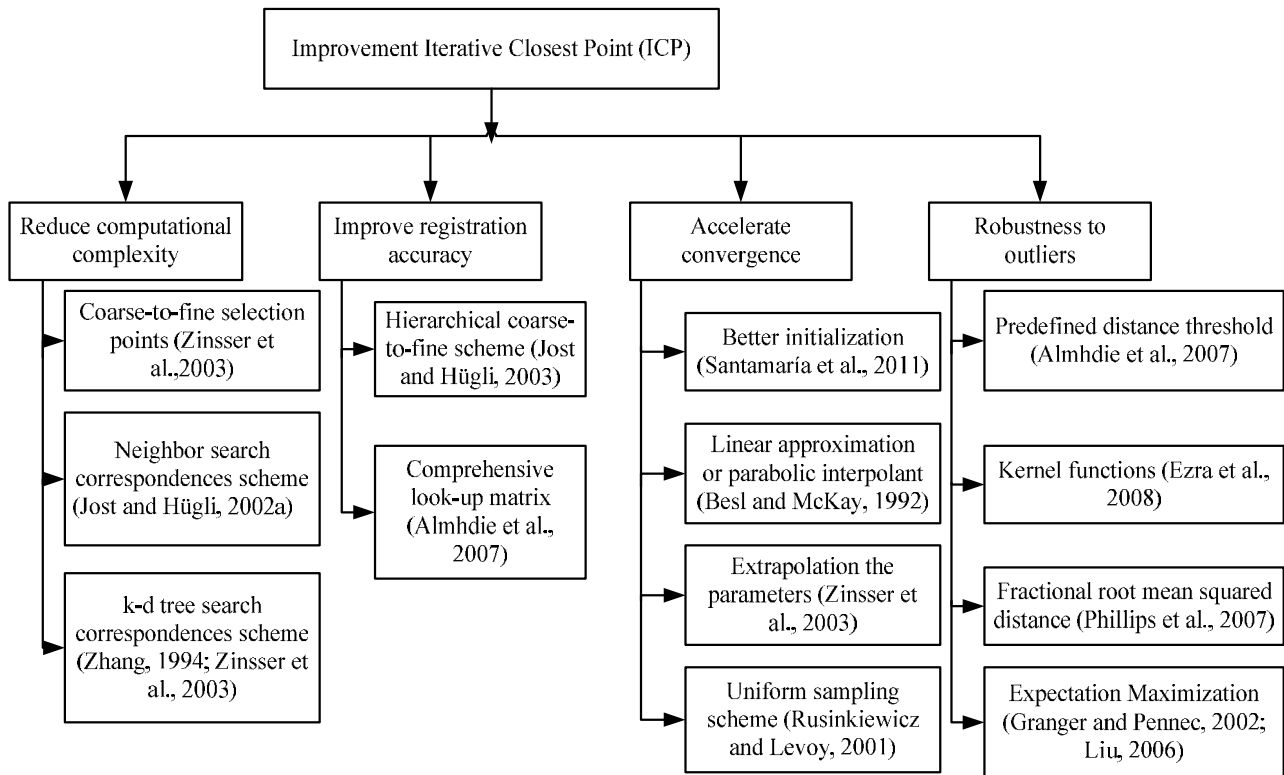 Improvement Iterative Closest Point (ICP)
Reduce computational
complexity
Coarse-to-fine selection
points (Zinsser et
al.,2003)
Neighbor search
correspondences scheme
(Jost and Hügli, 2002a)
k-d tree search
correspondences scheme
(Zhang, 1994; Zinsser et
al., 2003)
Improve registration
accuracy
Hierarchical coarse-
to-fine scheme (Jost
and Hügli, 2003)
Comprehensive
look-up matrix
(Almhdie et al.,
2007)
Accelerate
convergence
Better initialization
(Santamaría et al., 2011)
Linear approximation
or parabolic interpolant
(Besl and McKay, 1992)
Extrapolation the
parameters (Zinsser et
al., 2003)
Uniform sampling
scheme (Rusinkiewicz
and Levoy, 2001)
Robustness to
outliers
Predefined distance threshold
(Almhdie et al., 2007)
Kernel functions (Ezra et al.,
2008)
Fractional root mean squared
distance (Phillips et al., 2007)
Expectation Maximization
(Granger and Pennec, 2002;
Liu, 2006)